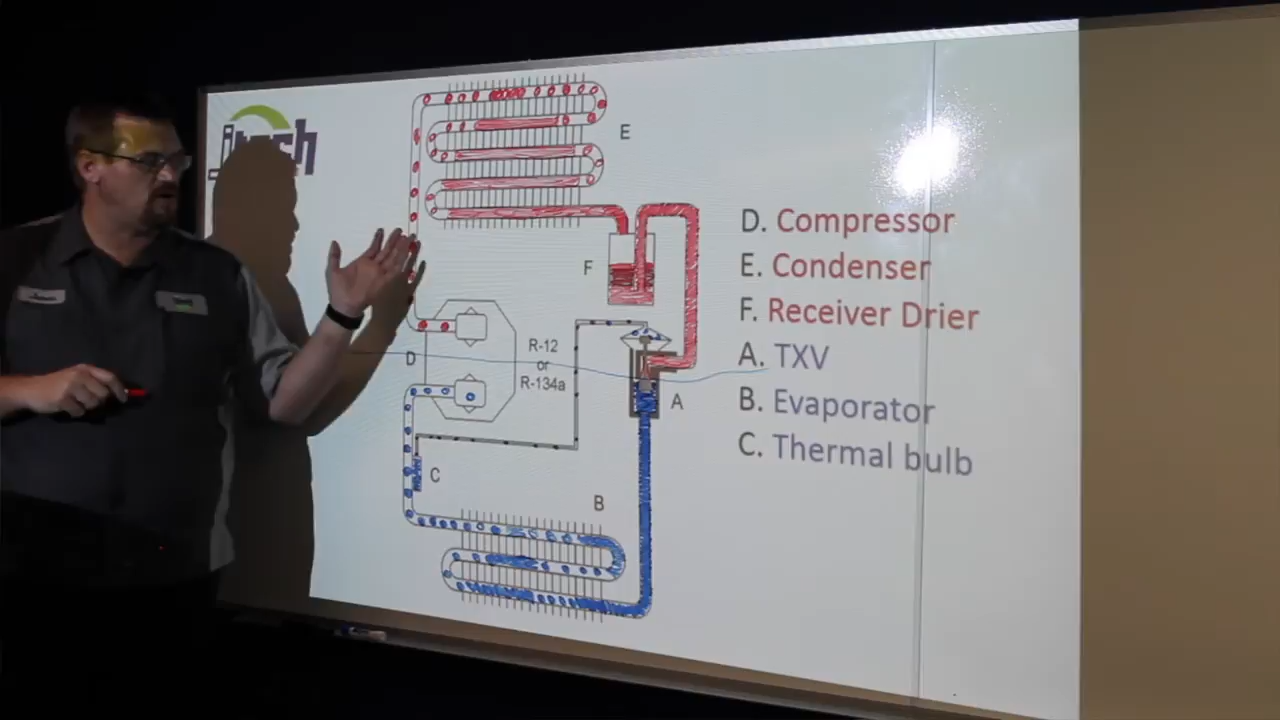 E
F
D
R-12
or
R-134a
A
C
B
D. Compressor
E. Condenser
F. Receiver Drier
A. TXV
B. Evaporator
C. Thermal bulb